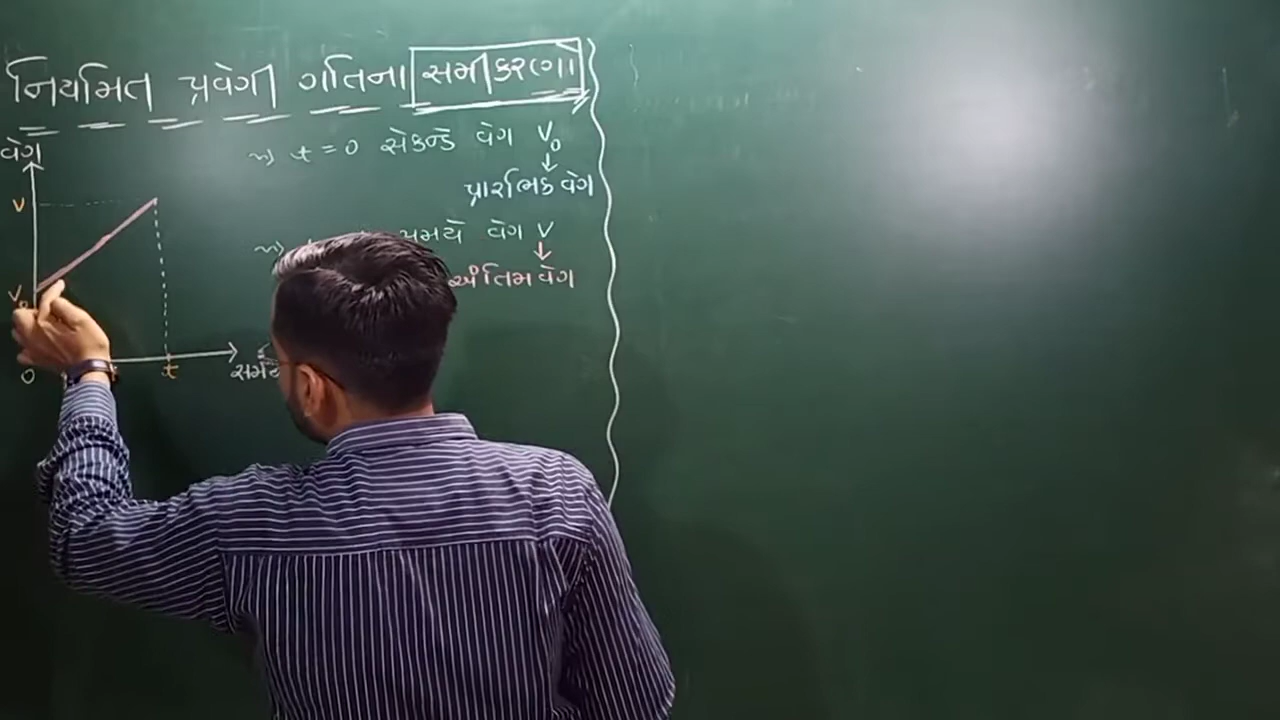 નિયમિત પ્રવેગી ગતિના સમીકરણો
વેગ
t = 0 સેકન્ડે વેગ V₀
પ્રારંભિક વેગ
V
સમયે વેગ V
અંતિમ વેગ
V₀
0
t